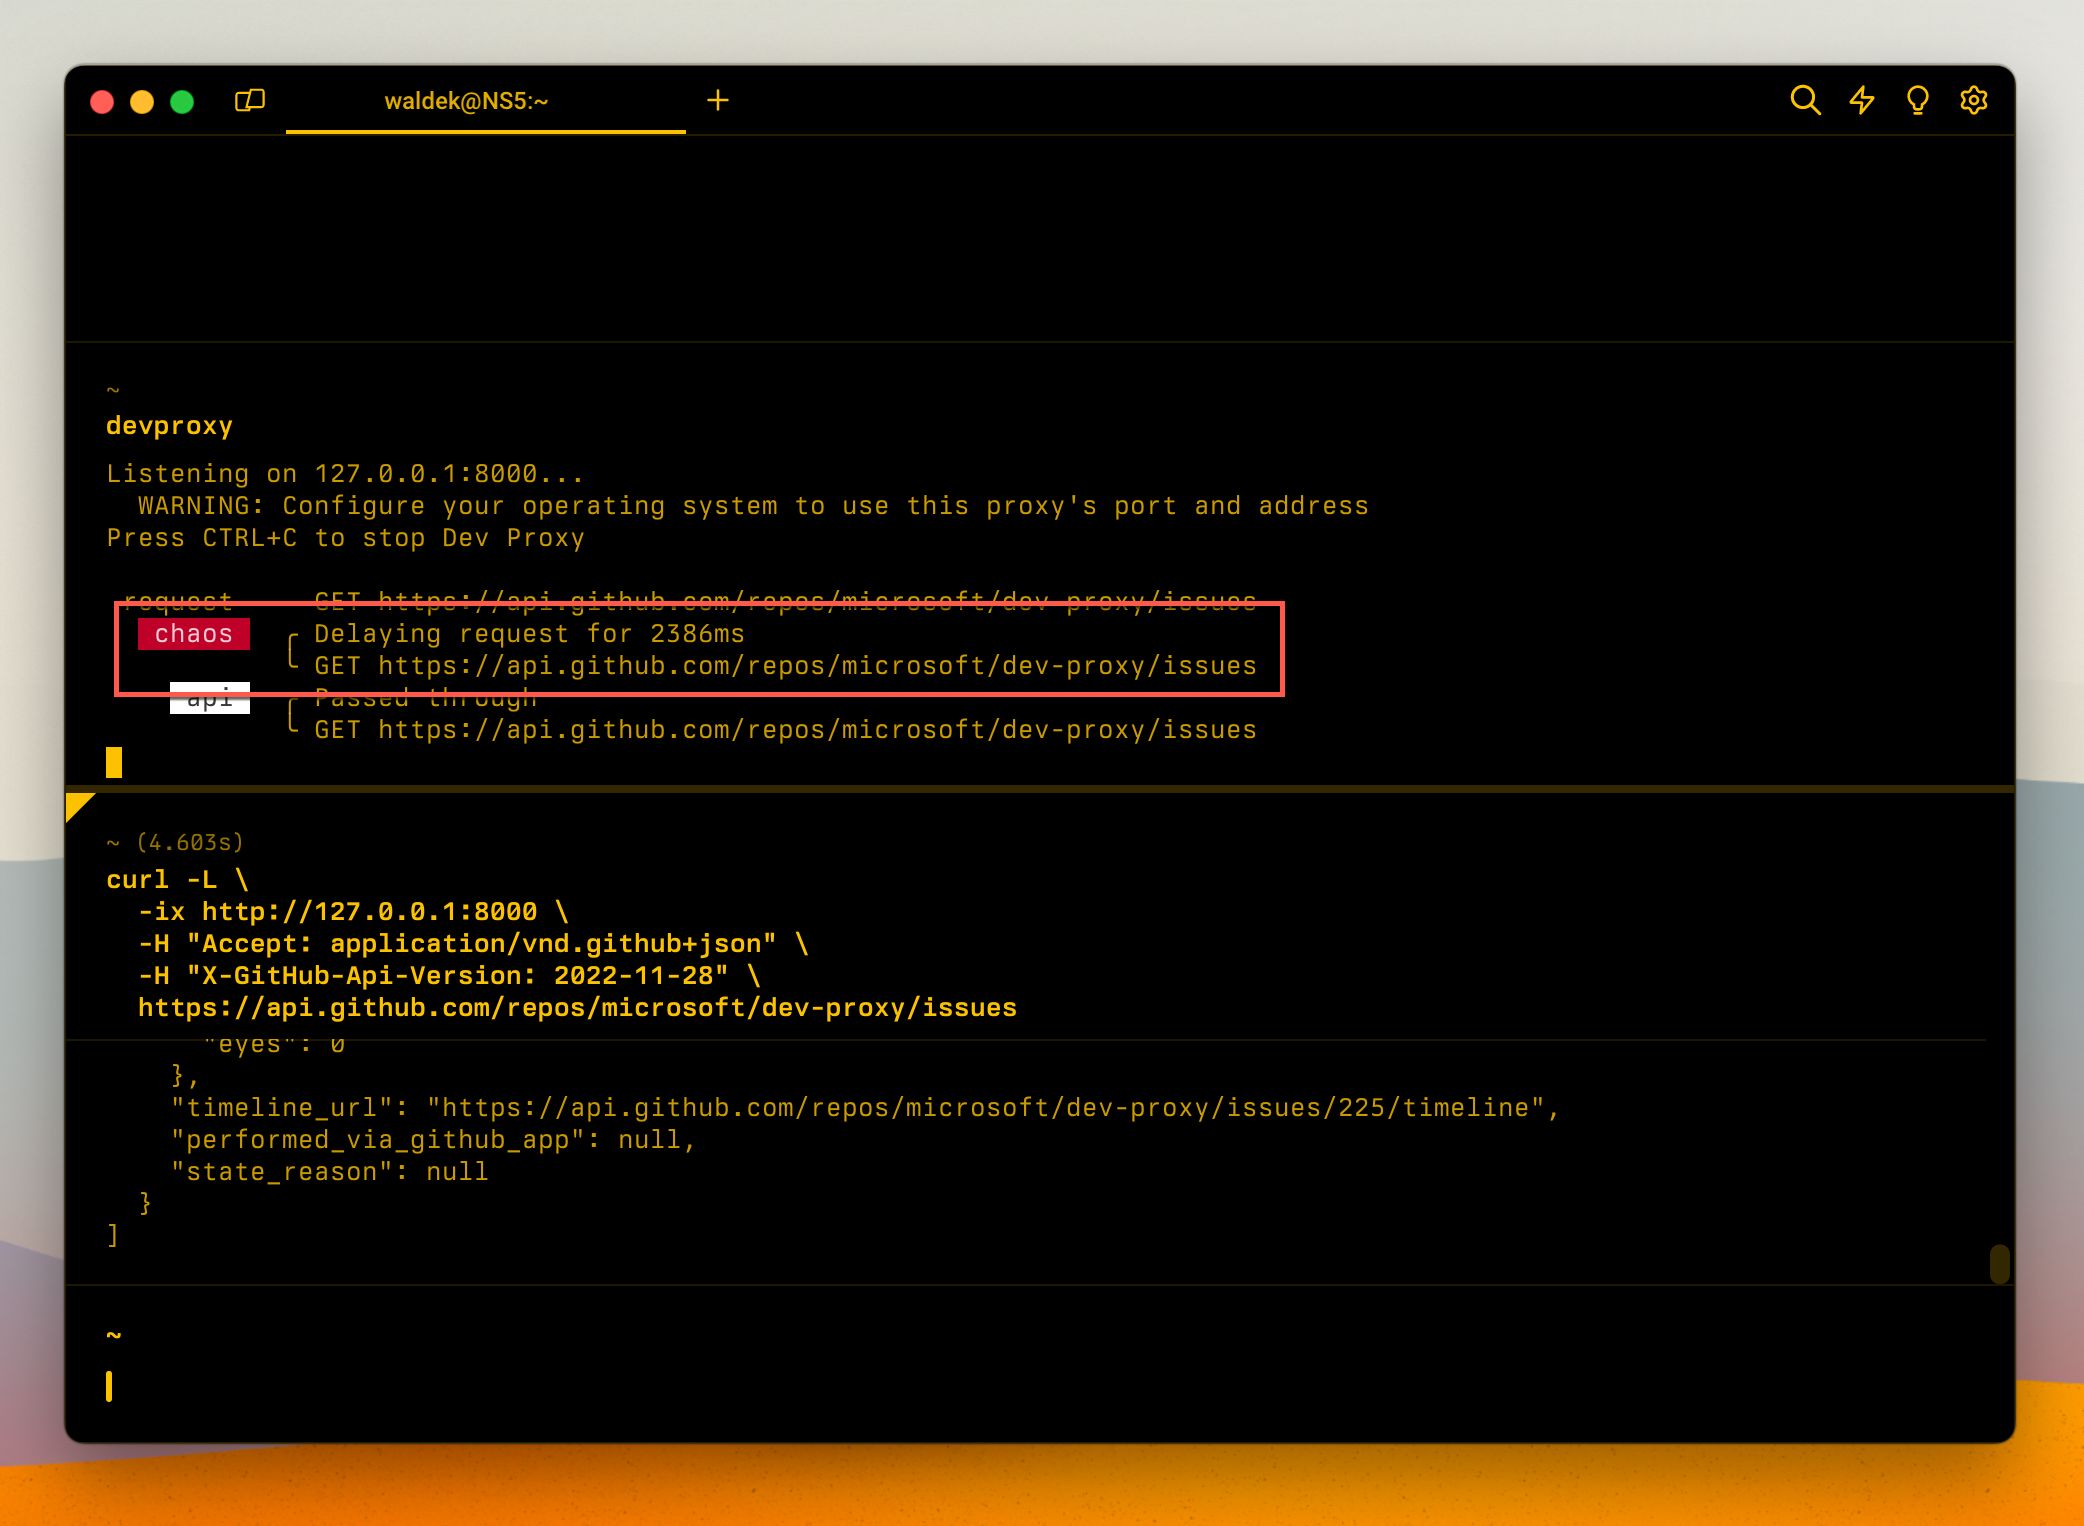 waldek@NS5:~
~
devproxy
Listening on 127.0.0.1:8000...
WARNING: Configure your operating system to use this proxy's port and address
Press CTRL+C to stop Dev Proxy
request GET https://api.github.com/repos/microsoft/dev-proxy/issues
chaos ╭ Delaying request for 2386ms
╰ GET https://api.github.com/repos/microsoft/dev-proxy/issues
api ╭ Passed through
╰ GET https://api.github.com/repos/microsoft/dev-proxy/issues
~ (4.603s)
curl -L \
-ix http://127.0.0.1:8000 \
-H "Accept: application/vnd.github+json" \
-H "X-GitHub-Api-Version: 2022-11-28" \
https://api.github.com/repos/microsoft/dev-proxy/issues
"eyes": 0
},
"timeline_url": "https://api.github.com/repos/microsoft/dev-proxy/issues/225/timeline",
"performed_via_github_app": null,
"state_reason": null
}
]
~